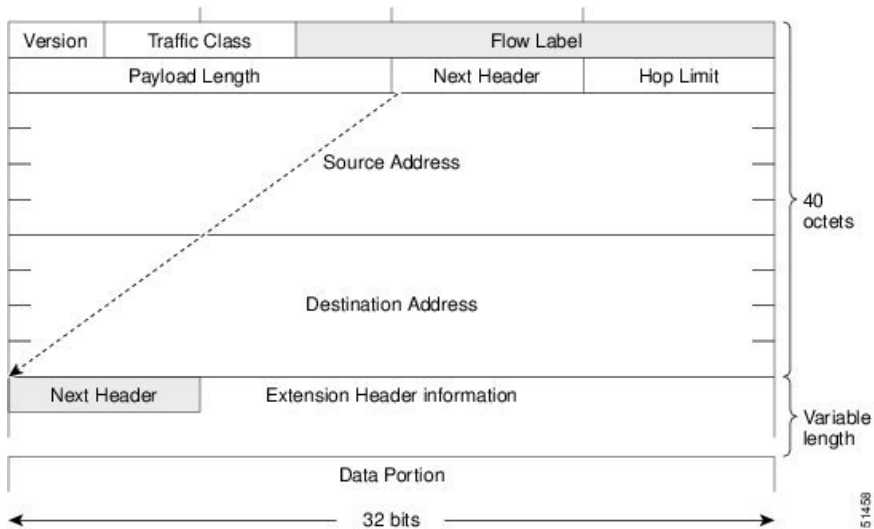 Version Traffic Class Flow Label
Payload Length Next Header Hop Limit
Source Address
40
octets
Destination Address
Next Header Extension Header information
Variable
length
Data Portion
32 bits
51458